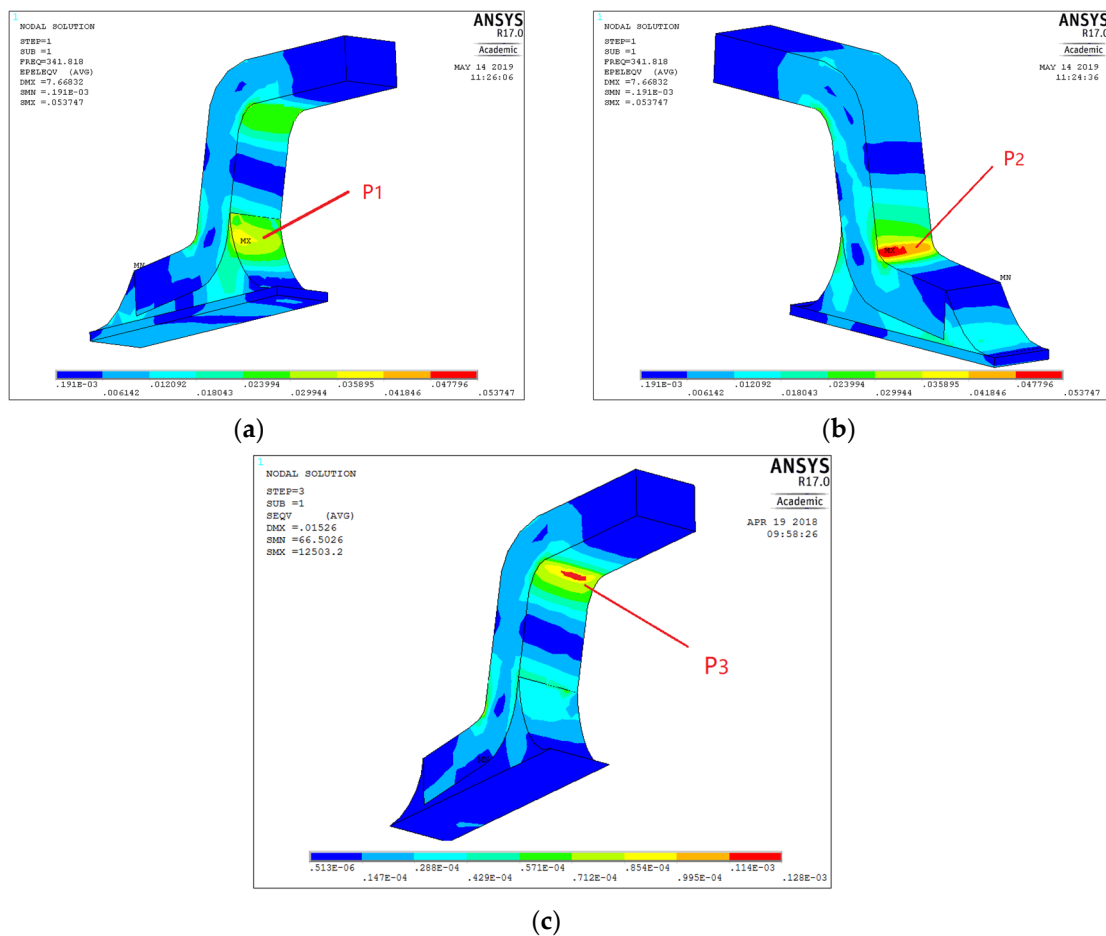 1
NODAL SOLUTION
STEP=1
SUB =1
FREQ=341.818
EPELEQV (AVG)
DMX =7.66832
SMN =.191E-03
SMX =.053747
ANSYS
R17.0
Academic
MAY 14 2019
11:26:06
P1
MX
MN
.191E-03 .012092 .023994 .035895 .047796
.006142 .018043 .029944 .041846 .053747
(a)
1
NODAL SOLUTION
STEP=1
SUB =1
FREQ=341.818
EPELEQV (AVG)
DMX =7.66832
SMN =.191E-03
SMX =.053747
ANSYS
R17.0
Academic
MAY 14 2019
11:24:36
P2
MX
MN
.191E-03 .012092 .023994 .035895 .047796
.006142 .018043 .029944 .041846 .053747
(b)
1
NODAL SOLUTION
STEP=3
SUB =1
SEQV (AVG)
DMX =.01526
SMN =66.5026
SMX =12503.2
ANSYS
R17.0
Academic
APR 19 2018
09:58:26
P3
MN
.513E-06 .288E-04 .571E-04 .854E-04 .114E-03
.147E-04 .429E-04 .712E-04 .995E-04 .128E-03
(c)